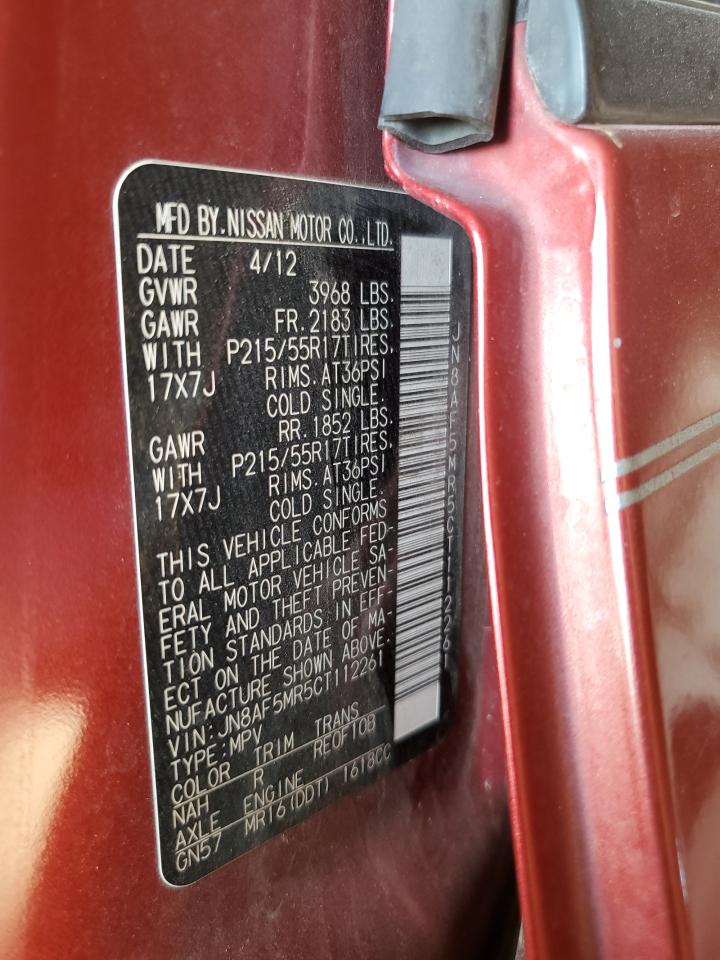 MFD BY.NISSAN MOTOR CO.,LTD.
DATE 4/12
GVWR 3968 LBS.
GAWR FR.2183 LBS.
WITH P215/55R17TIRES.
17X7J RIMS.AT36PSI
COLD SINGLE.
GAWR RR.1852 LBS.
WITH P215/55R17TIRES.
17X7J RIMS.AT36PSI
COLD SINGLE.
THIS VEHICLE CONFORMS
TO ALL APPLICABLE FED-
ERAL MOTOR VEHICLE SA-
FETY AND THEFT PREVEN-
TION STANDARDS IN EFF-
ECT ON THE DATE OF MA-
NUFACTURE SHOWN ABOVE.
VIN:JN8AF5MR5CT112261
TYPE:MPV
COLOR TRIM TRANS
NAH R RE0F10B
AXLE ENGINE
GN57 MR16(DDT) 1618CC
JN8AF5MR5CT112261